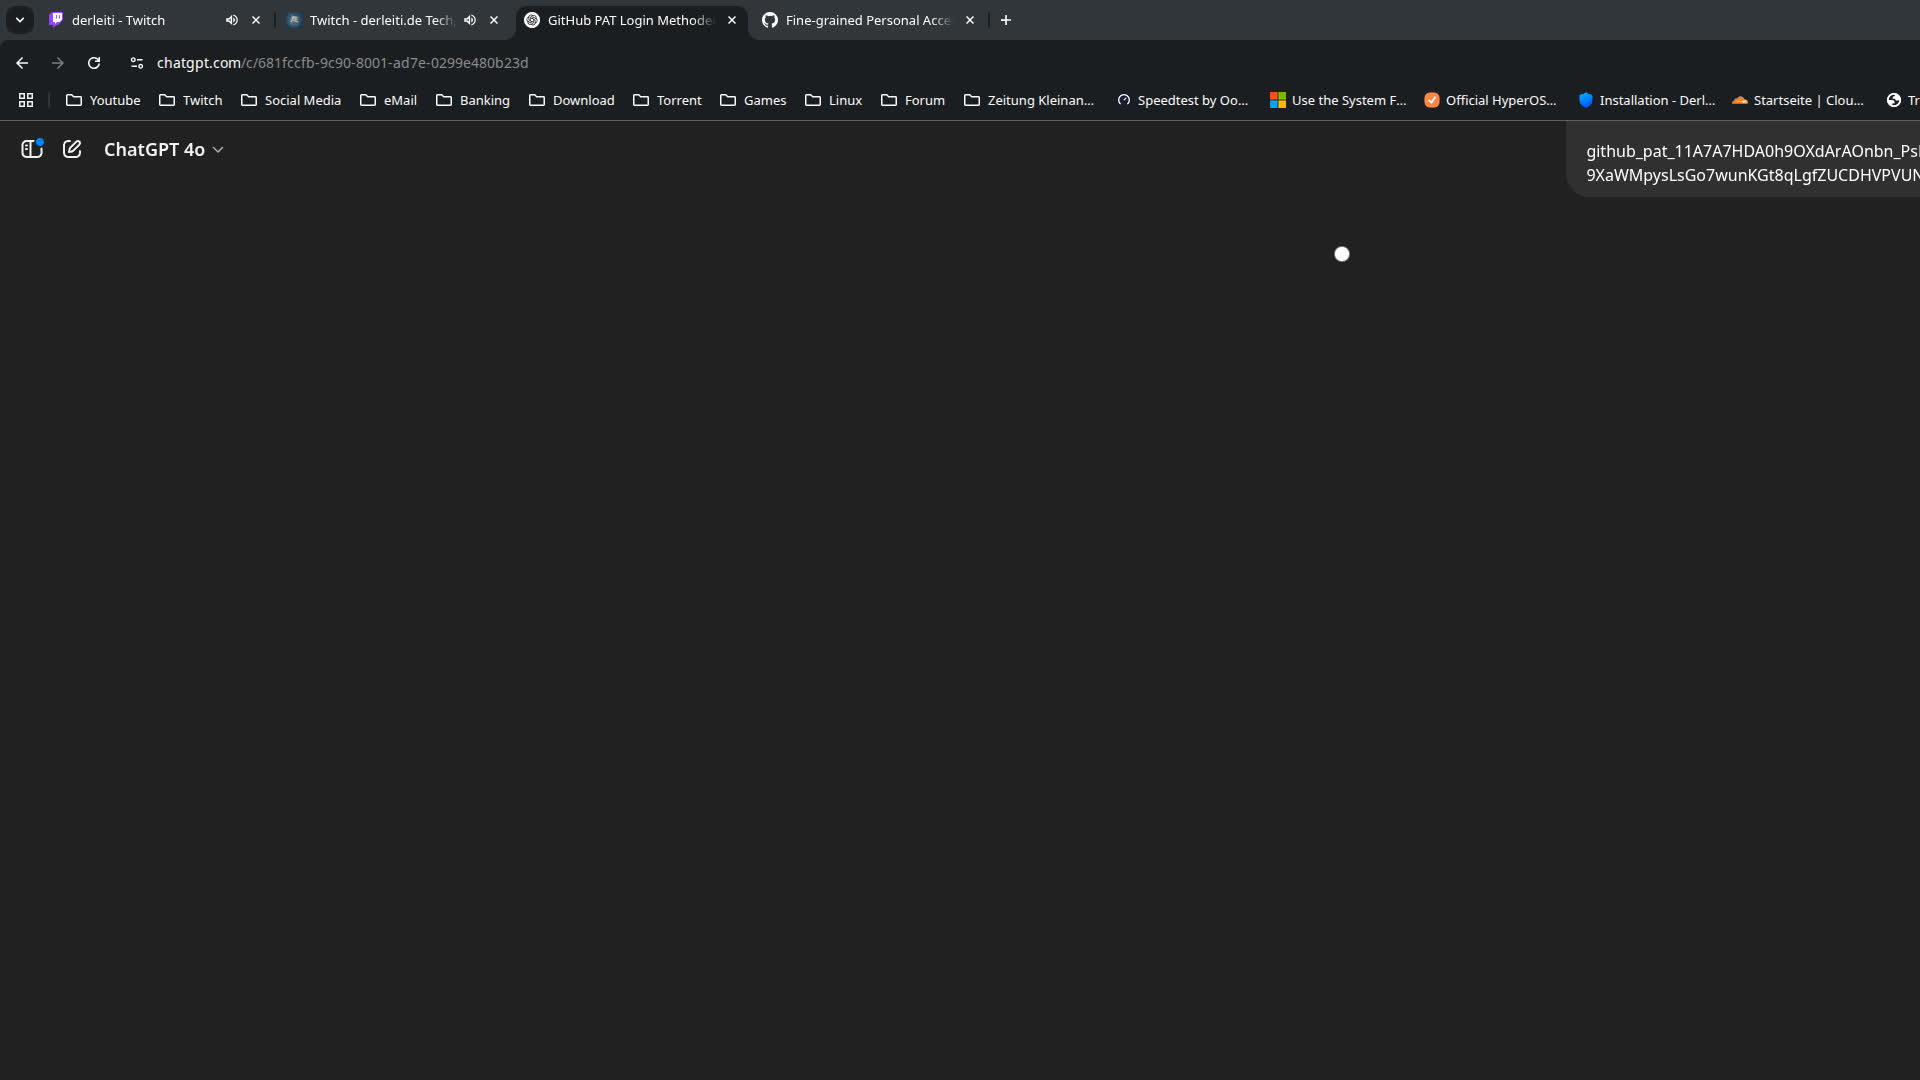 derleiti - Twitch
Twitch - derleiti.de Tech
GitHub PAT Login Methode
Fine-grained Personal Acce
chatgpt.com/c/681fccfb-9c90-8001-ad7e-0299e480b23d
Youtube
Twitch
Social Media
eMail
Banking
Download
Torrent
Games
Linux
Forum
Zeitung Kleinan...
Speedtest by Oo...
Use the System F...
Official HyperOS...
Installation - Derl...
Startseite | Clou...
Tr
ChatGPT 4o
github_pat_11A7A7HDA0h9OXdArAOnbn_Ps
9XaWMpysLsGo7wunKGt8qLgfZUCDHVPVUN